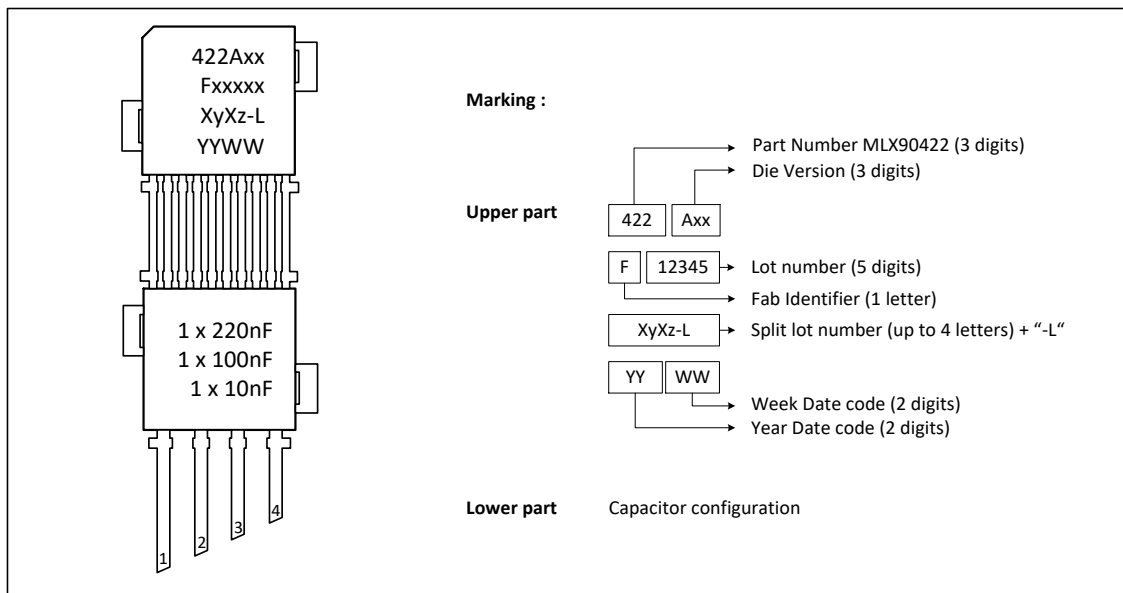 422Axx
Fxxxxx
XyXz-L
YYWW
1 x 220nF
1 x 100nF
1 x 10nF
1
2
3
4
Marking :
Part Number MLX90422 (3 digits)
Die Version (3 digits)
Upper part
422 Axx
F 12345 Lot number (5 digits)
Fab Identifier (1 letter)
XyXz-L Split lot number (up to 4 letters) + “-L“
YY WW
Week Date code (2 digits)
Year Date code (2 digits)
Lower part Capacitor configuration